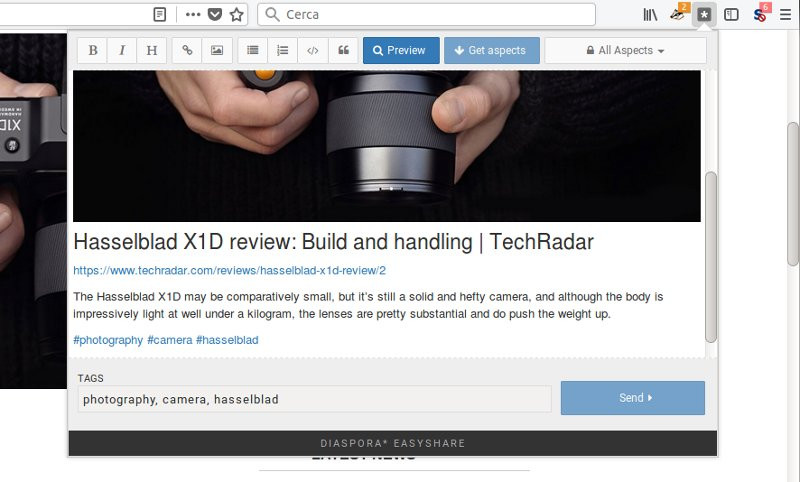 Cerca
2
6
B I H
Preview
Get aspects
All Aspects
X1D
Hasselblad X1D review: Build and handling | TechRadar
https://www.techradar.com/reviews/hasselblad-x1d-review/2
The Hasselblad X1D may be comparatively small, but it's still a solid and hefty camera, and although the body is
impressively light at well under a kilogram, the lenses are pretty substantial and do push the weight up.
#photography #camera #hasselblad
TAGS
photography, camera, hasselblad
Send
DIASPORA* EASYSHARE
LATEST NEWS